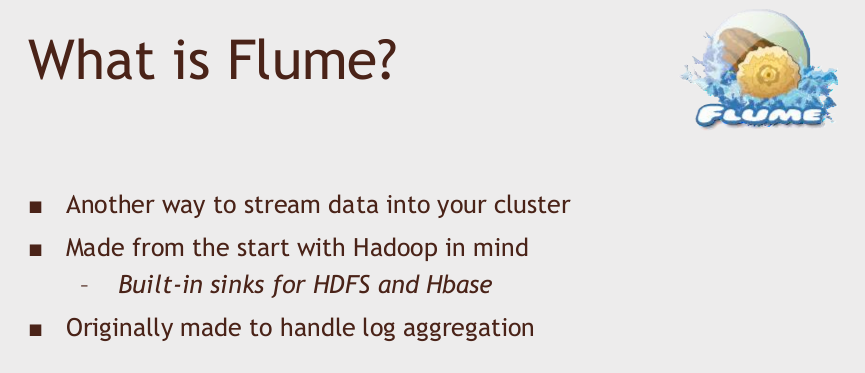 What is Flume?
FLUME
■ Another way to stream data into your cluster
■ Made from the start with Hadoop in mind
– Built-in sinks for HDFS and Hbase
■ Originally made to handle log aggregation